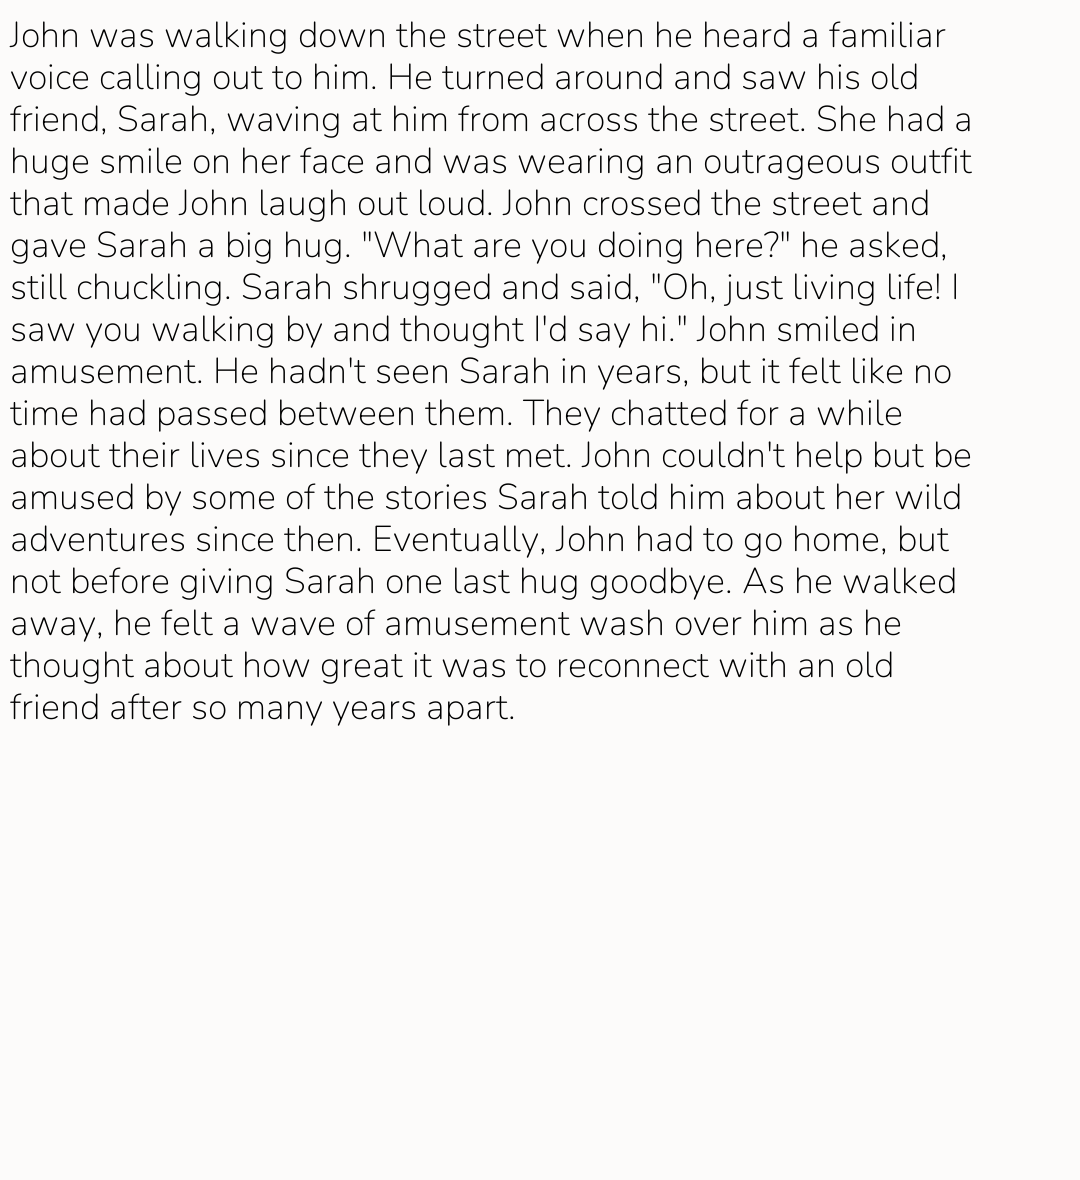 John was walking down the street when he heard a familiar
voice calling out to him. He turned around and saw his old
friend, Sarah, waving at him from across the street. She had a
huge smile on her face and was wearing an outrageous outfit
that made John laugh out loud. John crossed the street and
gave Sarah a big hug. "What are you doing here?" he asked,
still chuckling. Sarah shrugged and said, "Oh, just living life! I
saw you walking by and thought I'd say hi." John smiled in
amusement. He hadn't seen Sarah in years, but it felt like no
time had passed between them. They chatted for a while
about their lives since they last met. John couldn't help but be
amused by some of the stories Sarah told him about her wild
adventures since then. Eventually, John had to go home, but
not before giving Sarah one last hug goodbye. As he walked
away, he felt a wave of amusement wash over him as he
thought about how great it was to reconnect with an old
friend after so many years apart.